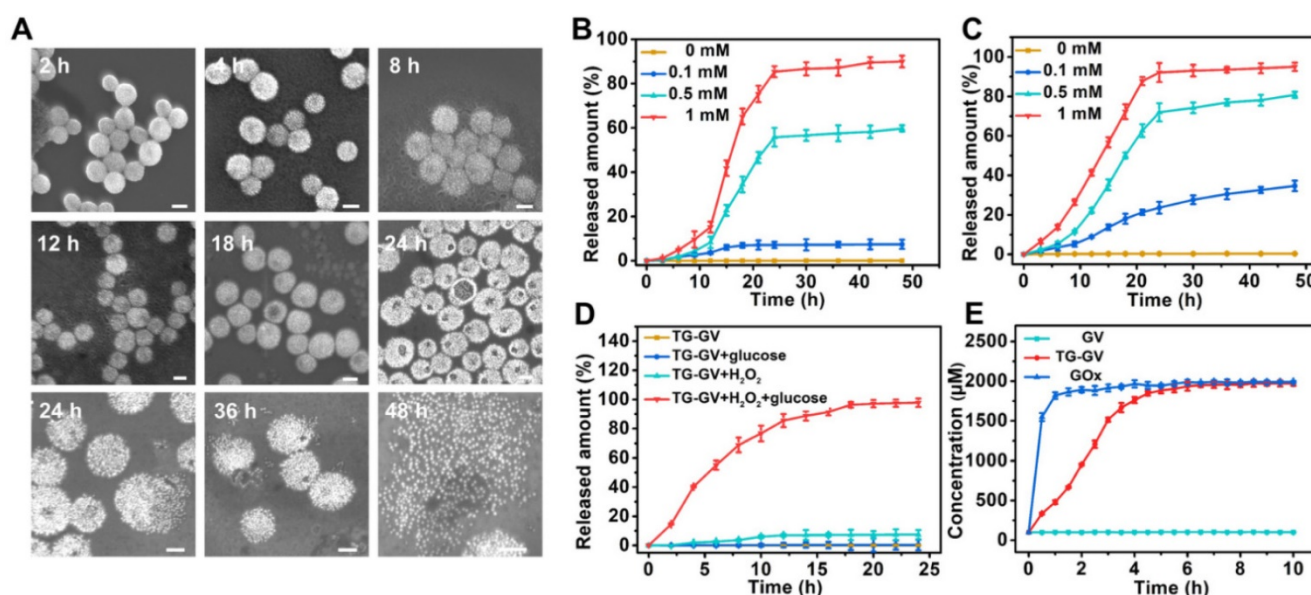 A
2 h
4 h
8 h
12 h
18 h
24 h
24 h
36 h
48 h
B
Released amount (%)
100
80
60
40
20
0
0 mM
0.1 mM
0.5 mM
1 mM
0 10 20 30 40 50
Time (h)
C
Released amount (%)
100
80
60
40
20
0
0 mM
0.1 mM
0.5 mM
1 mM
0 10 20 30 40 50
Time (h)
D
Released amount (%)
140
120
100
80
60
40
20
0
TG-GV
TG-GV+glucose
TG-GV+H₂O₂
TG-GV+H₂O₂+glucose
0 5 10 15 20 25
Time (h)
E
Concentration (μM)
2500
2000
1500
1000
500
0
GV
TG-GV
GOx
0 2 4 6 8 10
Time (h)